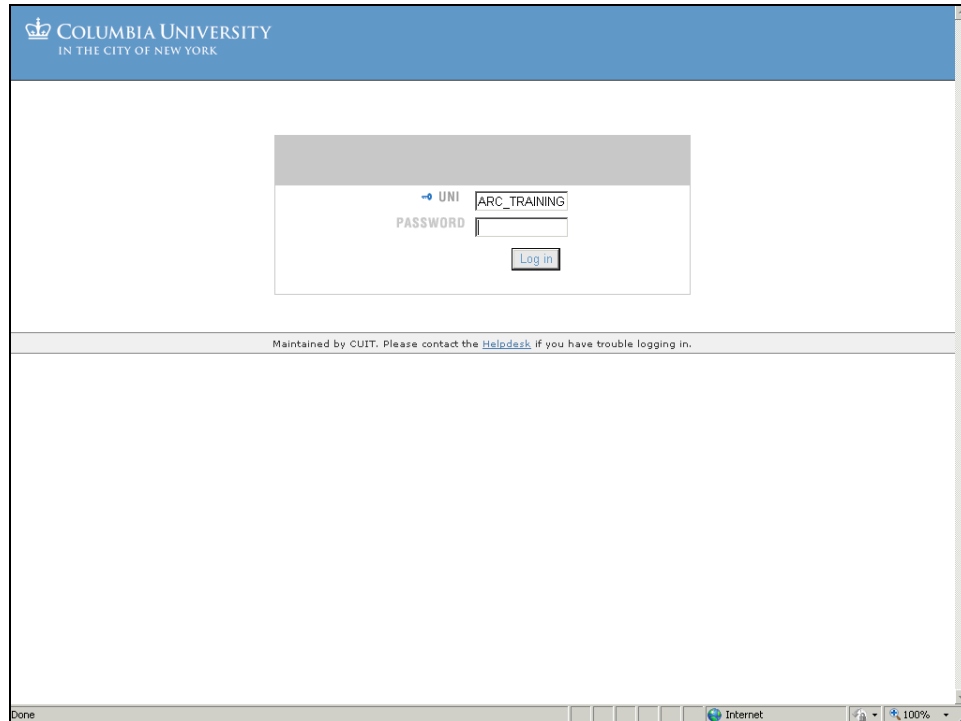 COLUMBIA UNIVERSITY
IN THE CITY OF NEW YORK
UNI ARC_TRAINING
PASSWORD
Log in
Maintained by CUIT. Please contact the Helpdesk if you have trouble logging in.
Done Internet 100%